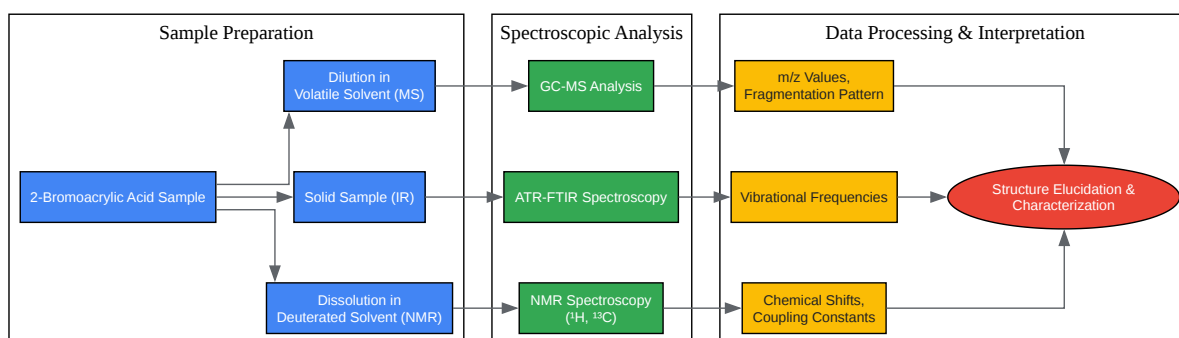 Sample Preparation
Spectroscopic Analysis
Data Processing & Interpretation
Dilution in
Volatile Solvent (MS)
GC-MS Analysis
m/z Values,
Fragmentation Pattern
2-Bromoacrylic Acid Sample
Solid Sample (IR)
ATR-FTIR Spectroscopy
Vibrational Frequencies
Structure Elucidation &
Characterization
Dissolution in
Deuterated Solvent (NMR)
NMR Spectroscopy
(¹H, ¹³C)
Chemical Shifts,
Coupling Constants